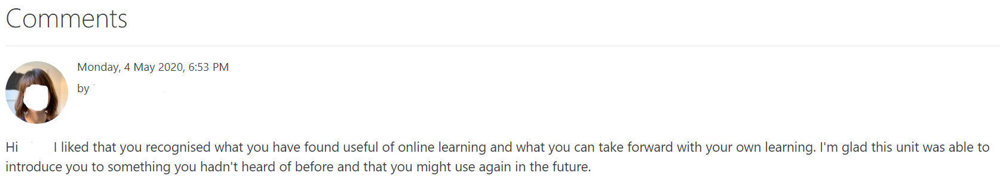 Comments
Monday, 4 May 2020, 6:53 PM
by
Hi I liked that you recognised what you have found useful of online learning and what you can take forward with your own learning. I'm glad this unit was able to
introduce you to something you hadn't heard of before and that you might use again in the future.